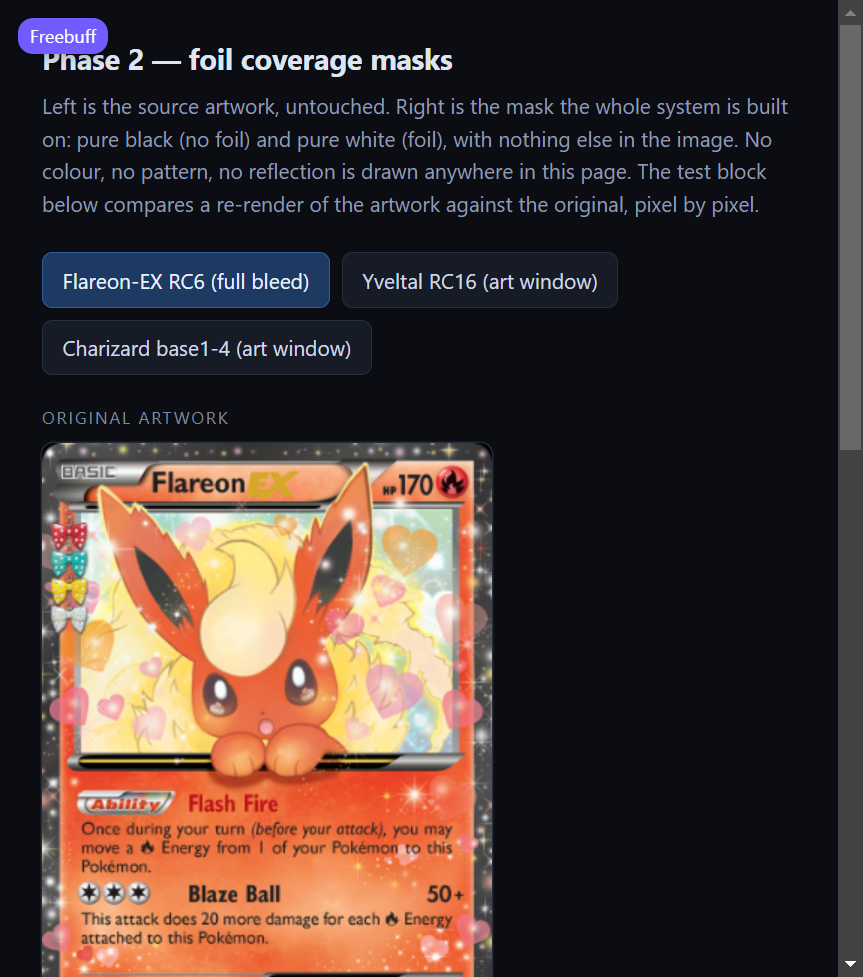 Freebuff
Phase 2 — foil coverage masks
Left is the source artwork, untouched. Right is the mask the whole system is built
on: pure black (no foil) and pure white (foil), with nothing else in the image. No
colour, no pattern, no reflection is drawn anywhere in this page. The test block
below compares a re-render of the artwork against the original, pixel by pixel.
Flareon-EX RC6 (full bleed)
Yveltal RC16 (art window)
Charizard base1-4 (art window)
ORIGINAL ARTWORK
BASIC
Flareon EX
HP 170
Ability Flash Fire
Once during your turn (before your attack), you may
move a Energy from 1 of your Pokémon to this
Pokémon.
Blaze Ball 50+
This attack does 20 more damage for each Energy
attached to this Pokémon.